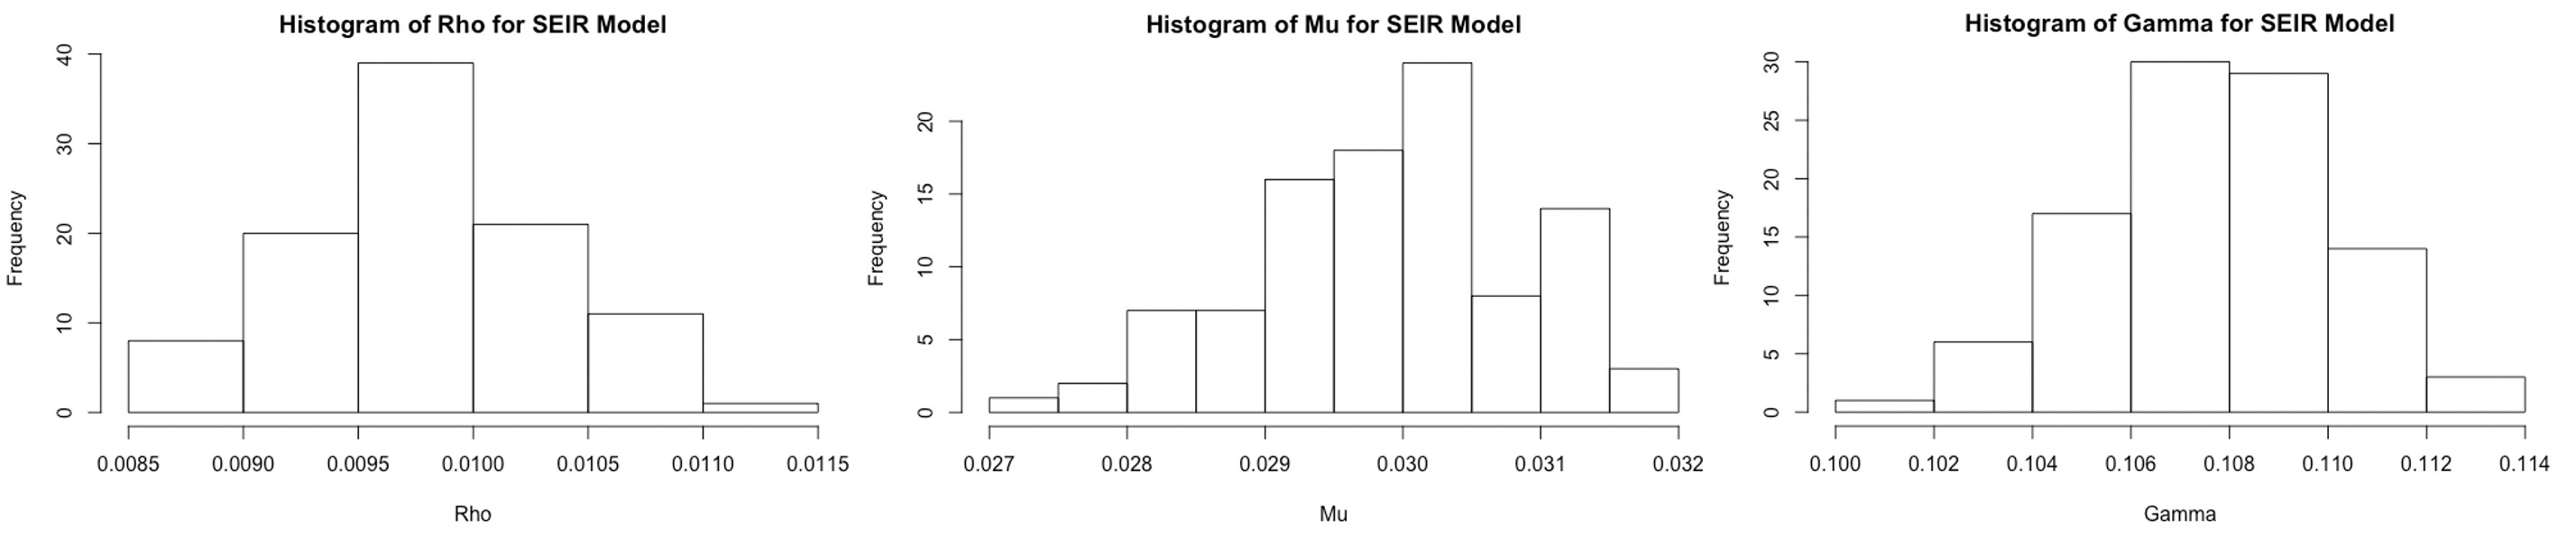 Histogram of Rho for SEIR Model
Frequency
0
10
20
30
40
0.0085 0.0090 0.0095 0.0100 0.0105 0.0110 0.0115
Rho
Histogram of Mu for SEIR Model
Frequency
0
5
10
15
20
0.027 0.028 0.029 0.030 0.031 0.032
Mu
Histogram of Gamma for SEIR Model
Frequency
0
5
10
15
20
25
30
0.100 0.102 0.104 0.106 0.108 0.110 0.112 0.114
Gamma